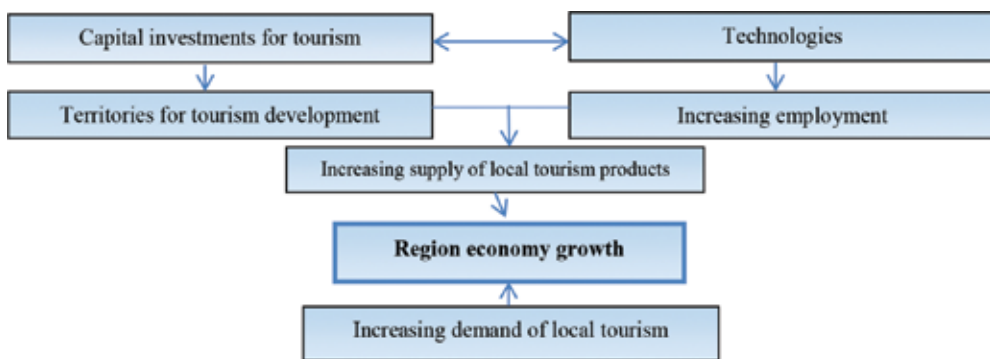 Capital investments for tourism
Technologies
Territories for tourism development
Increasing employment
Increasing supply of local tourism products
Region economy growth
Increasing demand of local tourism